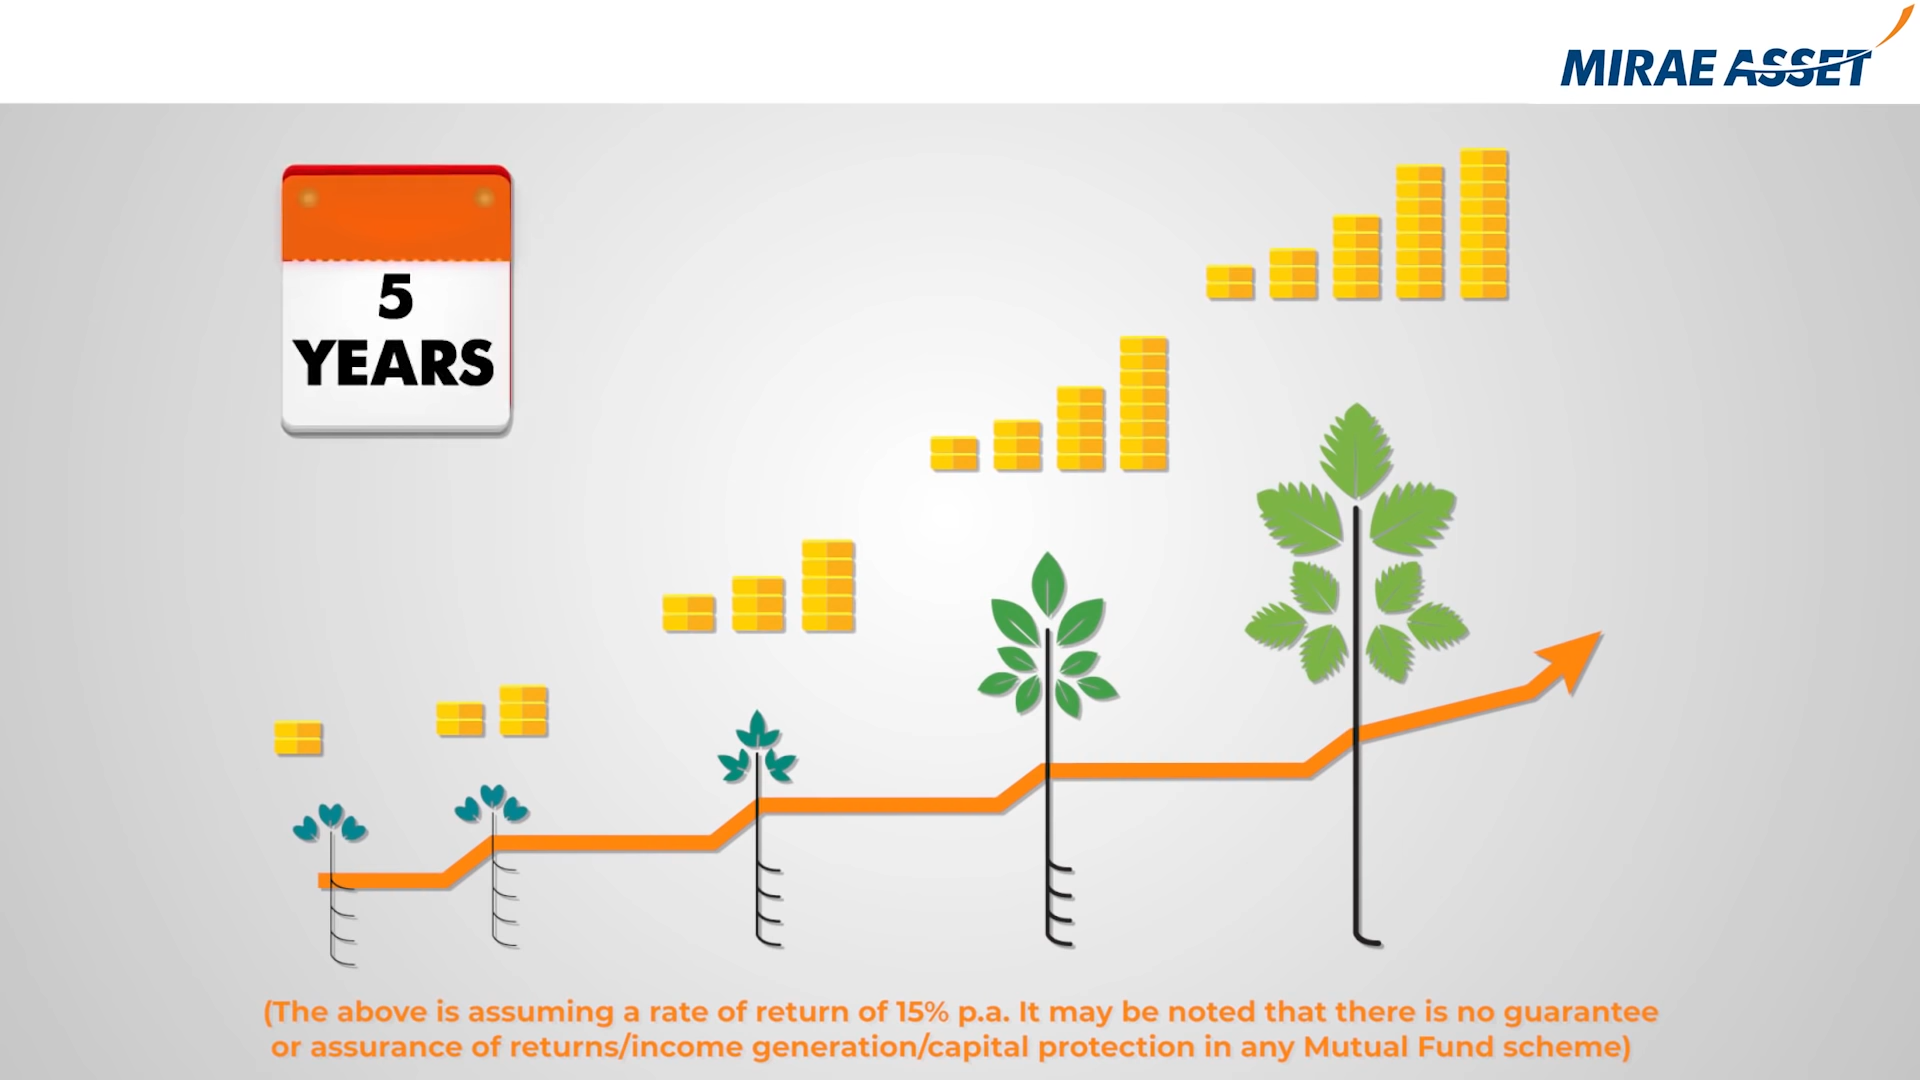 MIRAE ASSET
5
YEARS
(The above is assuming a rate of return of 15% p.a. It may be noted that there is no guarantee
or assurance of returns/income generation/capital protection in any Mutual Fund scheme)